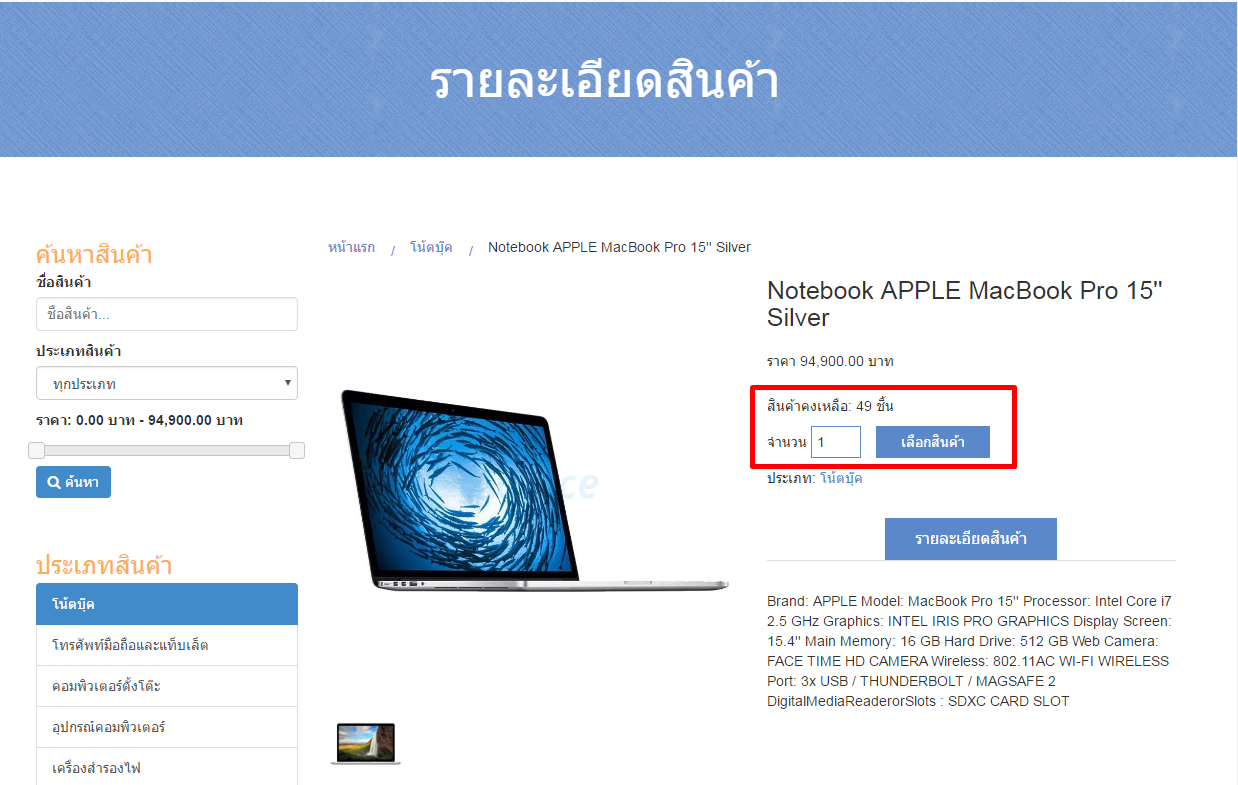 รายละเอียดสินค้า
ค้นหาสินค้า
ชื่อสินค้า
ชื่อสินค้า...
ประเภทสินค้า
ทุกประเภท
ราคา: 0.00 บาท - 94,900.00 บาท
ค้นหา
ประเภทสินค้า
โน้ตบุ๊ค
โทรศัพท์มือถือและแท็บเล็ต
คอมพิวเตอร์ตั้งโต๊ะ
อุปกรณ์คอมพิวเตอร์
เครื่องสำรองไฟ
หน้าแรก / โน้ตบุ๊ค / Notebook APPLE MacBook Pro 15" Silver
Notebook APPLE MacBook Pro 15"
Silver
ราคา 94,900.00 บาท
สินค้าคงเหลือ: 49 ชิ้น
จำนวน 1 เลือกสินค้า
ประเภท: โน้ตบุ๊ค
รายละเอียดสินค้า
Brand: APPLE Model: MacBook Pro 15" Processor: Intel Core i7
2.5 GHz Graphics: INTEL IRIS PRO GRAPHICS Display Screen:
15.4" Main Memory: 16 GB Hard Drive: 512 GB Web Camera:
FACE TIME HD CAMERA Wireless: 802.11AC WI-FI WIRELESS
Port: 3x USB / THUNDERBOLT / MAGSAFE 2
DigitalMediaReaderorSlots : SDXC CARD SLOT